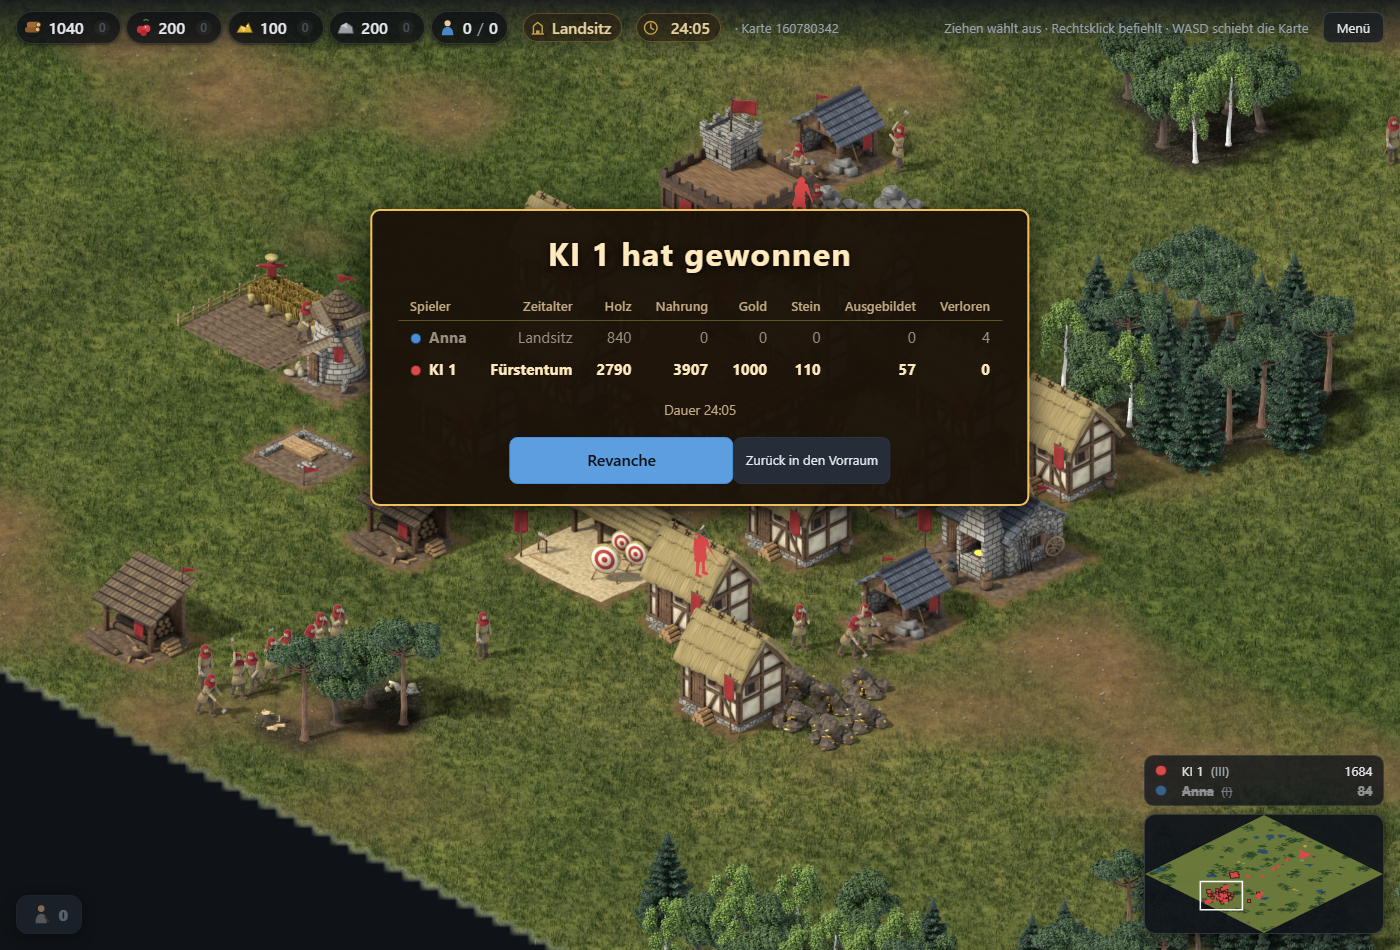 1040 0 200 0 100 0 200 0 0 / 0 Landsitz 24:05 · Karte 160780342 Ziehen wählt aus · Rechtsklick befiehlt · WASD schiebt die Karte Menü
KI 1 hat gewonnen
Spieler Zeitalter Holz Nahrung Gold Stein Ausgebildet Verloren
Anna Landsitz 840 0 0 0 0 4
KI 1 Fürstentum 2790 3907 1000 110 57 0
Dauer 24:05
Revanche Zurück in den Vorraum
KI 1 (III) 1684
Anna (I) 84
0